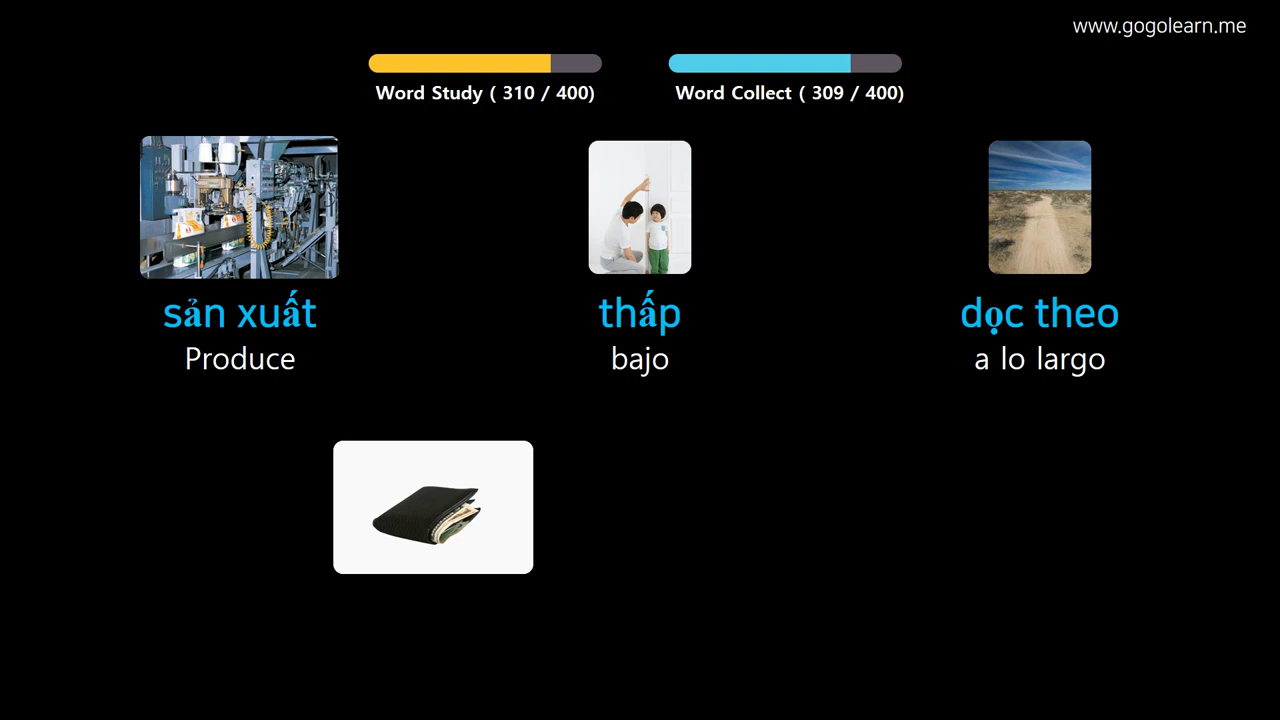 www.gogolearn.me
Word Study ( 310 / 400)
Word Collect ( 309 / 400)
sản xuất
Produce
thấp
bajo
dọc theo
a lo largo